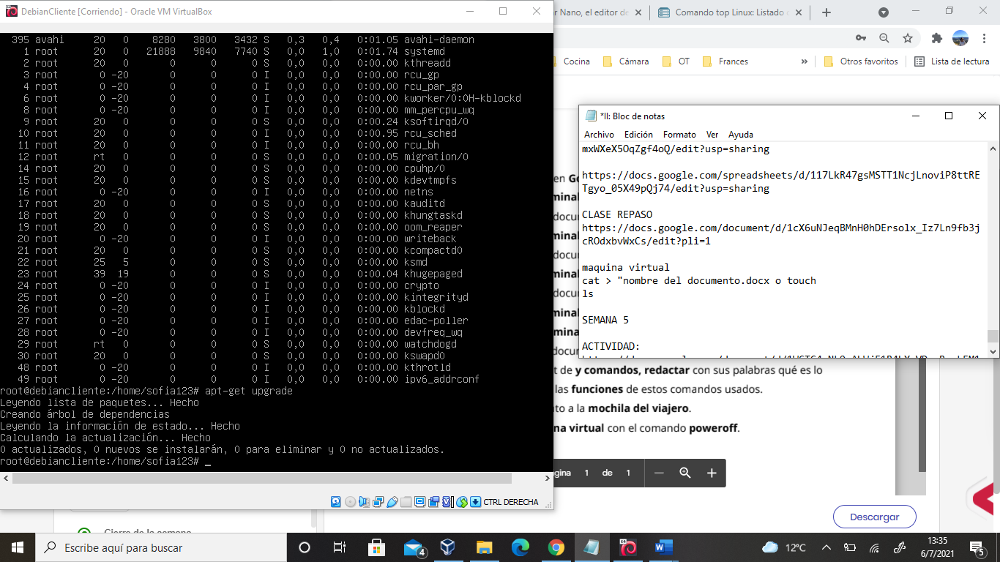 DebianCliente [Corriendo] - Oracle VM VirtualBox
395 avahi 20 0 8280 3800 3432 S 0,3 0,4 0:01.05 avahi-daemon
1 root 20 0 21888 9840 7740 S 0,0 1,0 0:01.74 systemd
2 root 20 0 0 0 0 S 0,0 0,0 0:00.00 kthreadd
3 root 0 -20 0 0 0 I 0,0 0,0 0:00.00 rcu_gp
4 root 0 -20 0 0 0 I 0,0 0,0 0:00.00 rcu_par_gp
6 root 0 -20 0 0 0 I 0,0 0,0 0:00.00 kworker/0:0H-kblockd
8 root 0 -20 0 0 0 I 0,0 0,0 0:00.00 mm_percpu_wq
9 root 20 0 0 0 0 S 0,0 0,0 0:00.24 ksoftirqd/0
10 root 20 0 0 0 0 I 0,0 0,0 0:00.95 rcu_sched
11 root 20 0 0 0 0 I 0,0 0,0 0:00.00 rcu_bh
12 root rt 0 0 0 0 S 0,0 0,0 0:00.05 migration/0
14 root 20 0 0 0 0 S 0,0 0,0 0:00.00 cpuhp/0
15 root 20 0 0 0 0 S 0,0 0,0 0:00.00 kdevtmpfs
16 root 0 -20 0 0 0 I 0,0 0,0 0:00.00 netns
17 root 20 0 0 0 0 S 0,0 0,0 0:00.00 kauditd
18 root 20 0 0 0 0 S 0,0 0,0 0:00.00 khungtaskd
19 root 20 0 0 0 0 S 0,0 0,0 0:00.00 oom_reaper
20 root 0 -20 0 0 0 I 0,0 0,0 0:00.00 writeback
21 root 20 0 0 0 0 S 0,0 0,0 0:00.00 kcompactd0
22 root 25 5 0 0 0 S 0,0 0,0 0:00.00 ksmd
23 root 39 19 0 0 0 S 0,0 0,0 0:00.04 khugepaged
24 root 0 -20 0 0 0 I 0,0 0,0 0:00.00 crypto
25 root 0 -20 0 0 0 I 0,0 0,0 0:00.00 kintegrityd
26 root 0 -20 0 0 0 I 0,0 0,0 0:00.00 kblockd
27 root 0 -20 0 0 0 I 0,0 0,0 0:00.00 edac-poller
28 root 0 -20 0 0 0 I 0,0 0,0 0:00.00 devfreq_wq
29 root rt 0 0 0 0 S 0,0 0,0 0:00.00 watchdogd
30 root 20 0 0 0 0 S 0,0 0,0 0:00.00 kswapd0
48 root 0 -20 0 0 0 I 0,0 0,0 0:00.00 kthrotld
49 root 0 -20 0 0 0 I 0,0 0,0 0:00.00 ipv6_addrconf
root@debiancliente:/home/sofia123# apt-get upgrade
Leyendo lista de paquetes... Hecho
Creando árbol de dependencias
Leyendo la información de estado... Hecho
Calculando la actualización... Hecho
0 actualizados, 0 nuevos se instalarán, 0 para eliminar y 0 no actualizados.
root@debiancliente:/home/sofia123# _
CTRL DERECHA
r Nano, el editor de
Comando top Linux: Listado
Cocina Cámara OT Frances » Otros favoritos Lista de lectura
*II: Bloc de notas
Archivo Edición Formato Ver Ayuda
mxWXeX5OqZgf4oQ/edit?usp=sharing
https://docs.google.com/spreadsheets/d/117LkR47gsMSTT1NcjLnoviP8ttRE
Tgyo_05X49pQj74/edit?usp=sharing
CLASE REPASO
https://docs.google.com/document/d/1cX6uNJeqBMnH0hDErsolx_Iz7Ln9fb3j
cROdxbvWxCs/edit?pli=1
maquina virtual
cat > "nombre del documento.docx o touch
ls
SEMANA 5
ACTIVIDAD:
en Go
minal
docu
minal
docu
minal
docu
minal
mina
docu
t de y comandos, redactar con sus palabras qué es lo
las funciones de estos comandos usados.
nto a la mochila del viajero.
na virtual con el comando poweroff.
gina 1 de 1
Descargar
Cierre de la semana
Escribe aquí para buscar
4
12°C
13:35
6/7/2021
5